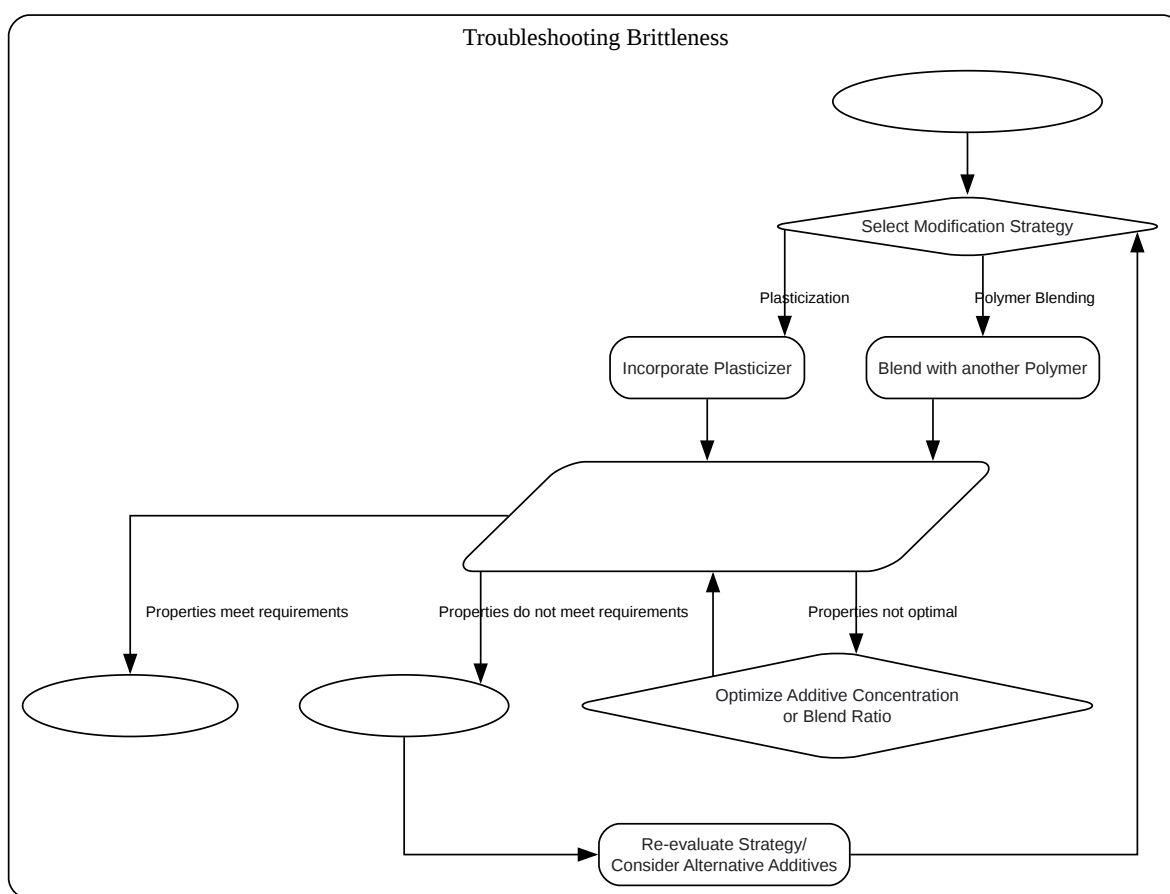 Troubleshooting Brittleness
Select Modification Strategy
Plasticization
Polymer Blending
Incorporate Plasticizer
Blend with another Polymer
Properties meet requirements
Properties do not meet requirements
Properties not optimal
Optimize Additive Concentration
or Blend Ratio
Re-evaluate Strategy/
Consider Alternative Additives